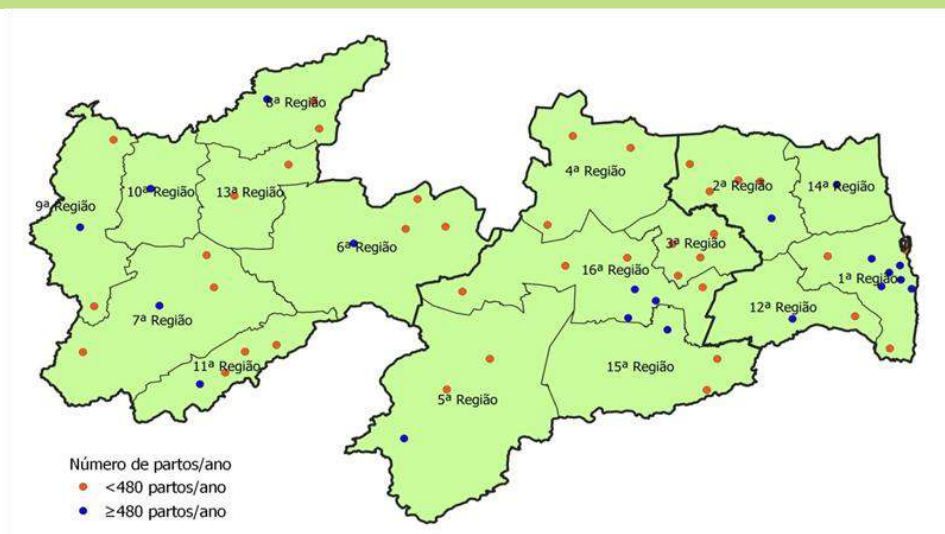 8ª Região
4ª Região
2ª Região
14ª Região
10ª Região
13ª Região
9ª Região
6ª Região
3ª Região
16ª Região
1ª Região
12ª Região
7ª Região
11ª Região
15ª Região
5ª Região
Número de partos/ano
<480 partos/ano
≥480 partos/ano